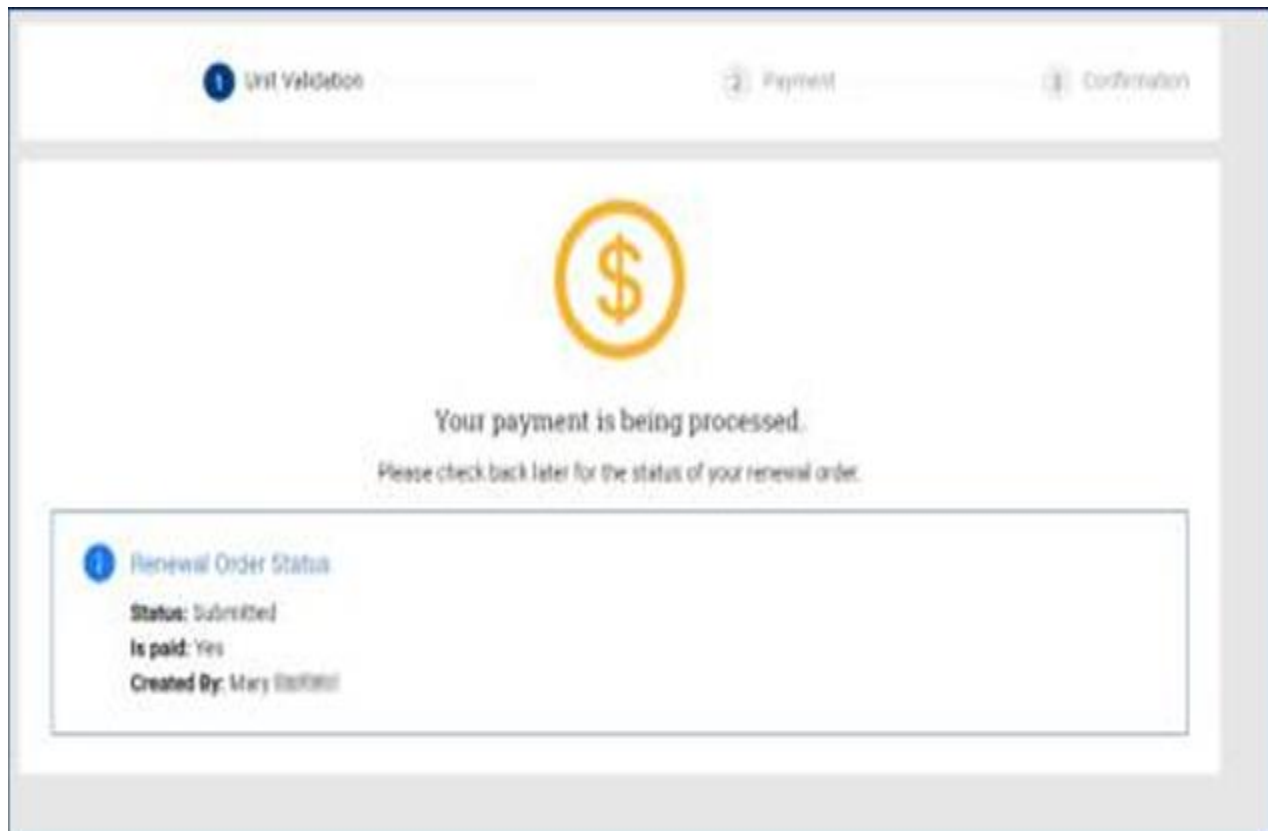 1 Unit Validation
2 Payment
3 Confirmation
$
Your payment is being processed.
Please check back later for the status of your renewal order.
i Renewal Order Status
Status: Submitted
Is paid: Yes
Created By: Mary